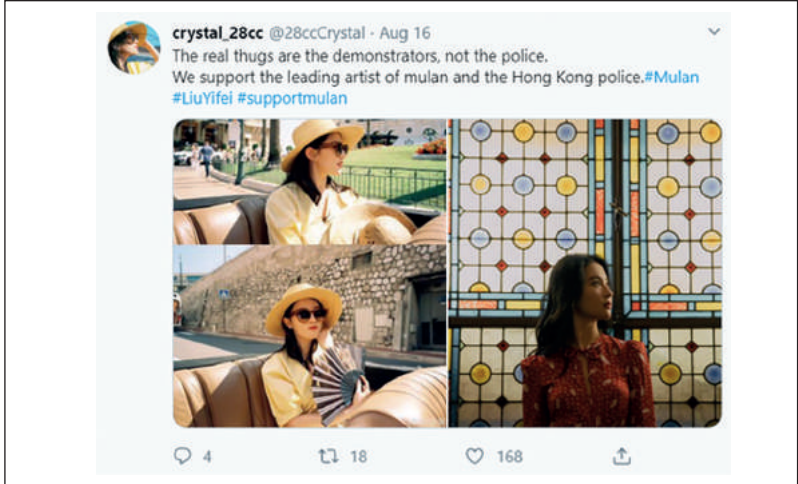 crystal_28cc @28ccCrystal · Aug 16
The real thugs are the demonstrators, not the police.
We support the leading artist of mulan and the Hong Kong police.#Mulan
#LiuYifei #supportmulan
4 18 168